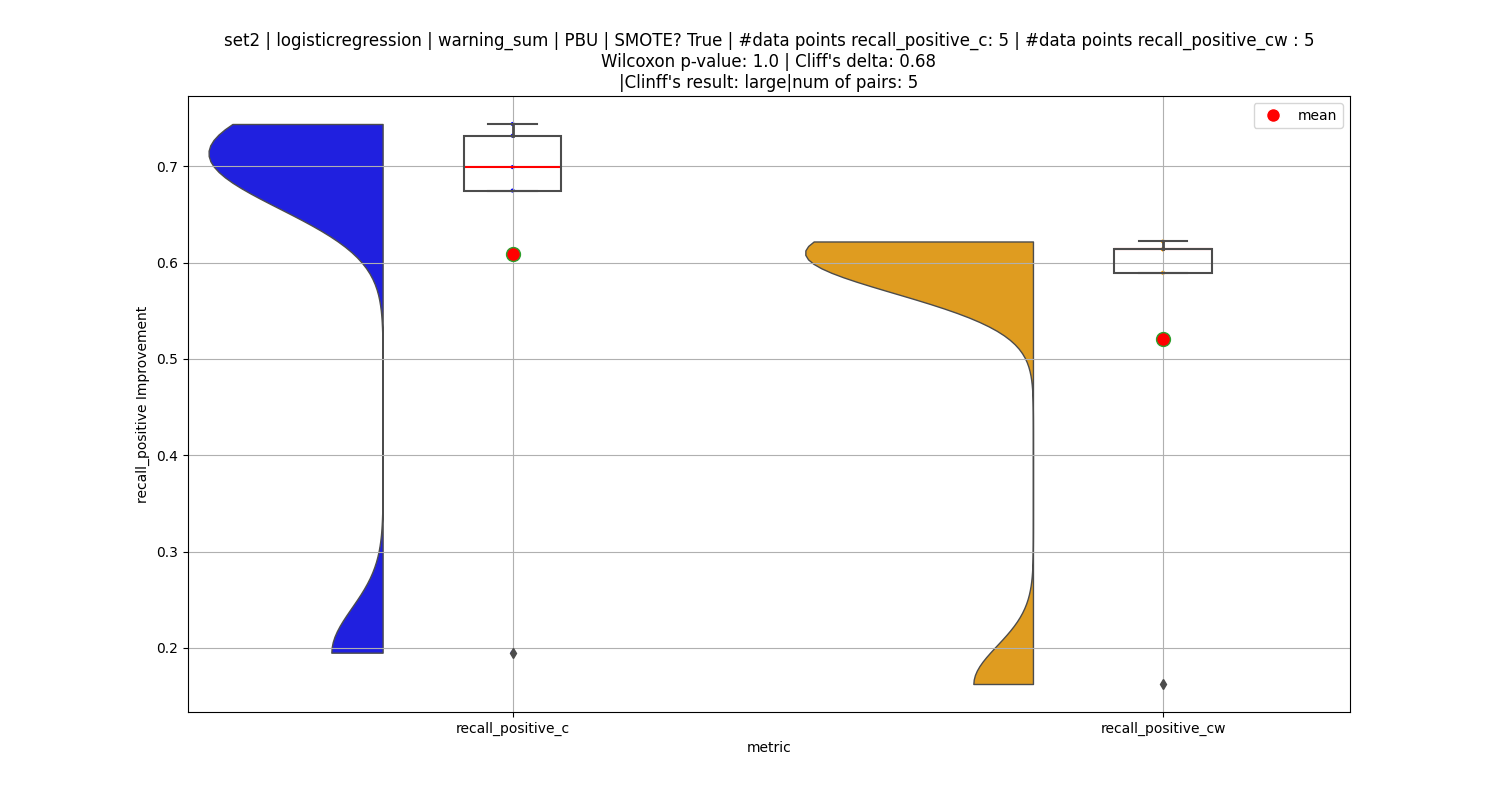 set2 | logisticregression | warning_sum | PBU | SMOTE? True | #data points recall_positive_c: 5 | #data points recall_positive_cw : 5
Wilcoxon p-value: 1.0 | Cliff's delta: 0.68
|Clinff's result: large|num of pairs: 5
mean
0.7
0.6
0.5
0.4
0.3
0.2
recall_positive Improvement
recall_positive_c
recall_positive_cw
metric